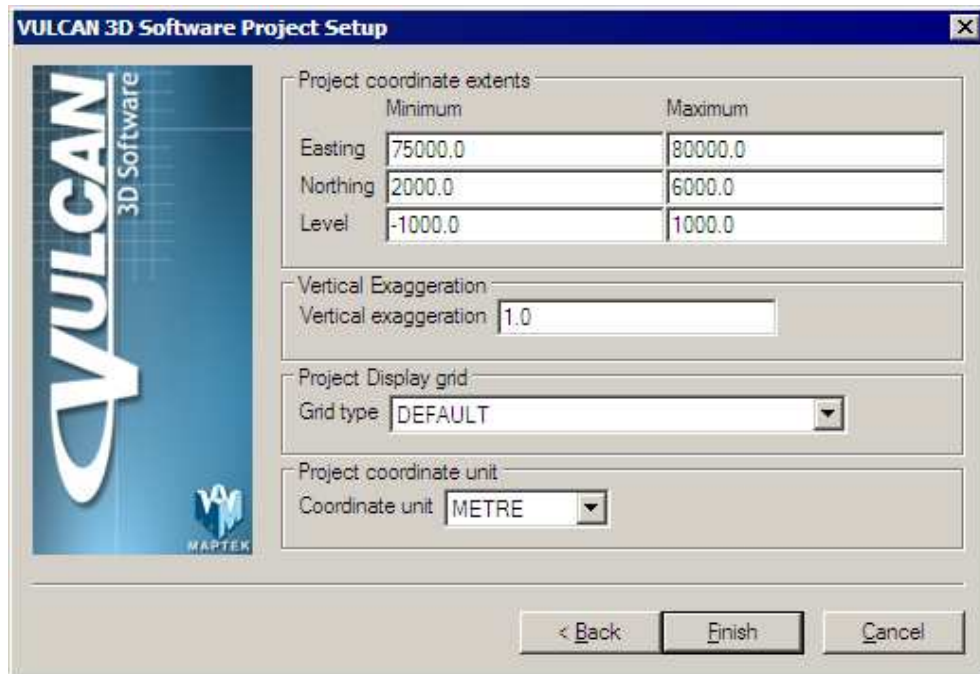 VULCAN 3D Software Project Setup
VULCAN
3D Software
MAPTEK
Project coordinate extents
Minimum Maximum
Easting 75000.0 80000.0
Northing 2000.0 6000.0
Level -1000.0 1000.0
Vertical Exaggeration
Vertical exaggeration 1.0
Project Display grid
Grid type DEFAULT
Project coordinate unit
Coordinate unit METRE
< Back Finish Cancel